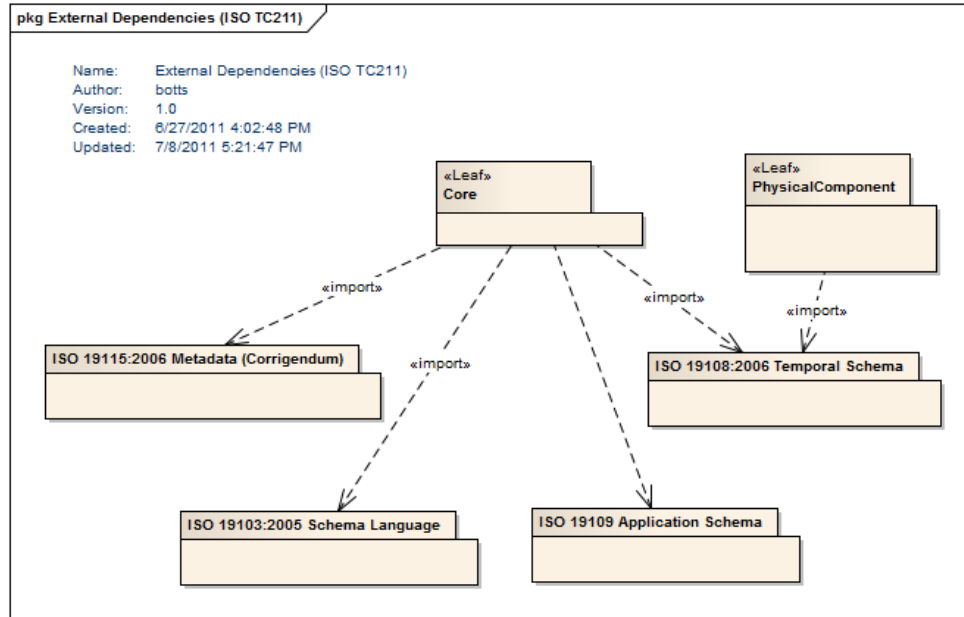 pkg External Dependencies (ISO TC211)
Name: External Dependencies (ISO TC211)
Author: botts
Version: 1.0
Created: 6/27/2011 4:02:48 PM
Updated: 7/8/2011 5:21:47 PM
«Leaf»
Core
«Leaf»
PhysicalComponent
«import»
«import»
«import»
«import»
ISO 19115:2006 Metadata (Corrigendum)
ISO 19108:2006 Temporal Schema
ISO 19103:2005 Schema Language
ISO 19109 Application Schema